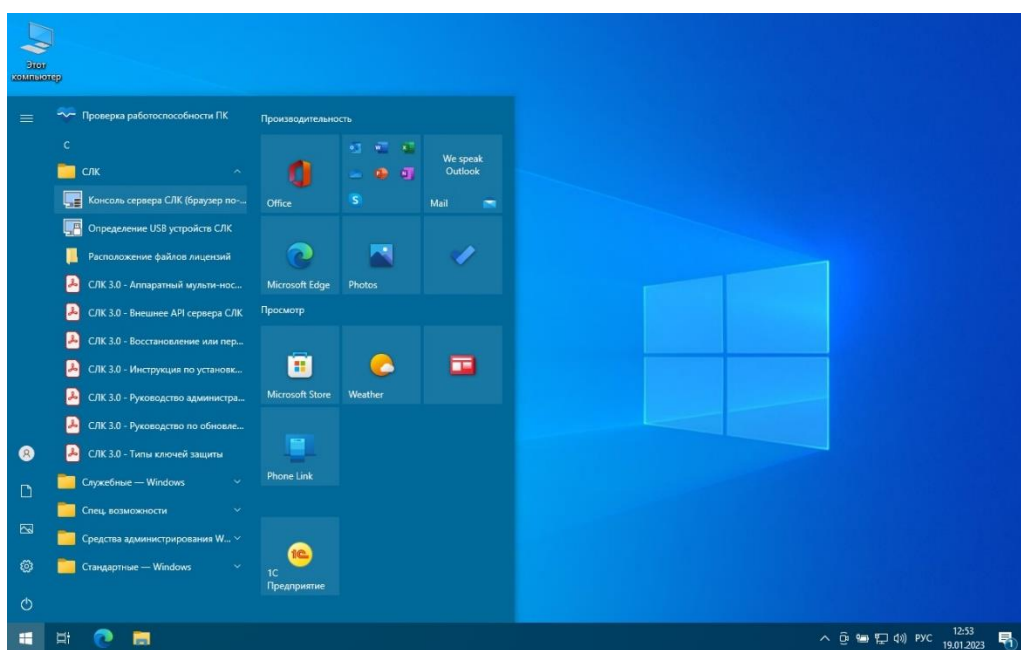 Этот
компьютер
Проверка работоспособности ПК
С
СЛК
Консоль сервера СЛК (браузер по-...
Определение USB устройств СЛК
Расположение файлов лицензий
СЛК 3.0 - Аппаратный мульти-нос...
СЛК 3.0 - Внешнее API сервера СЛК
СЛК 3.0 - Восстановление или пер...
СЛК 3.0 - Инструкция по установк...
СЛК 3.0 - Руководство администра...
СЛК 3.0 - Руководство по обновле...
СЛК 3.0 - Типы ключей защиты
Служебные — Windows
Спец. возможности
Средства администрирования W...
Стандартные — Windows
Производительность
Office
We speak
Outlook
Mail
Microsoft Edge
Photos
Просмотр
Microsoft Store
Weather
Phone Link
1С
1С
Предприятие
РУС
12:53
19.01.2023
1